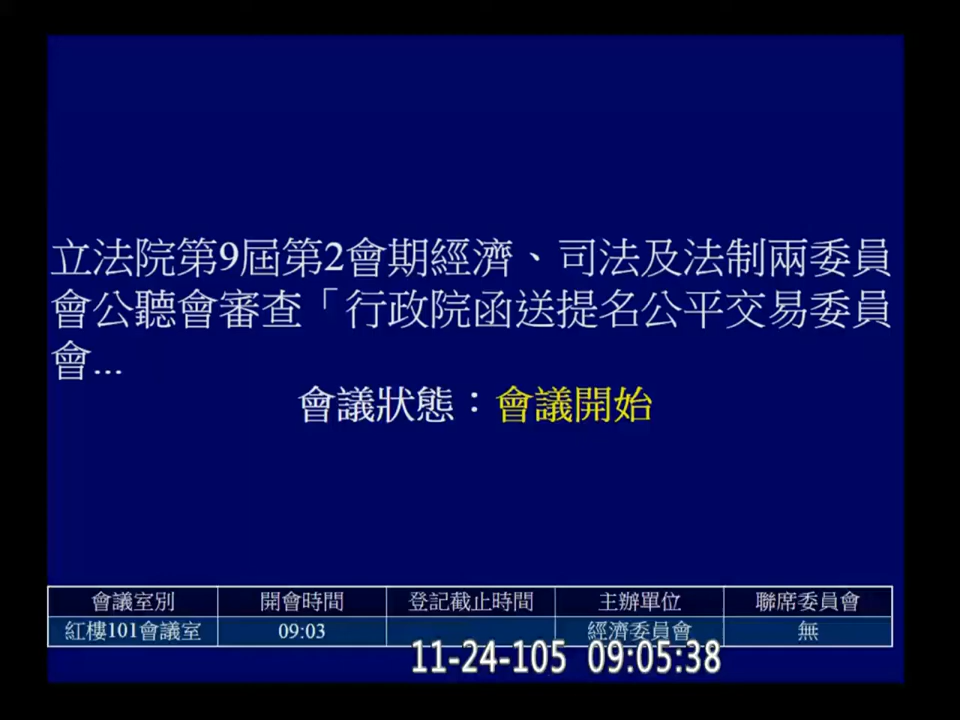 立法院第9屆第2會期經濟、司法及法制兩委員
會公聽會審查「行政院函送提名公平交易委員
會...
會議狀態：會議開始
會議室別 開會時間 登記截止時間 主辦單位 聯席委員會
紅樓101會議室 09:03 經濟委員會 無
11-24-105 09:05:38